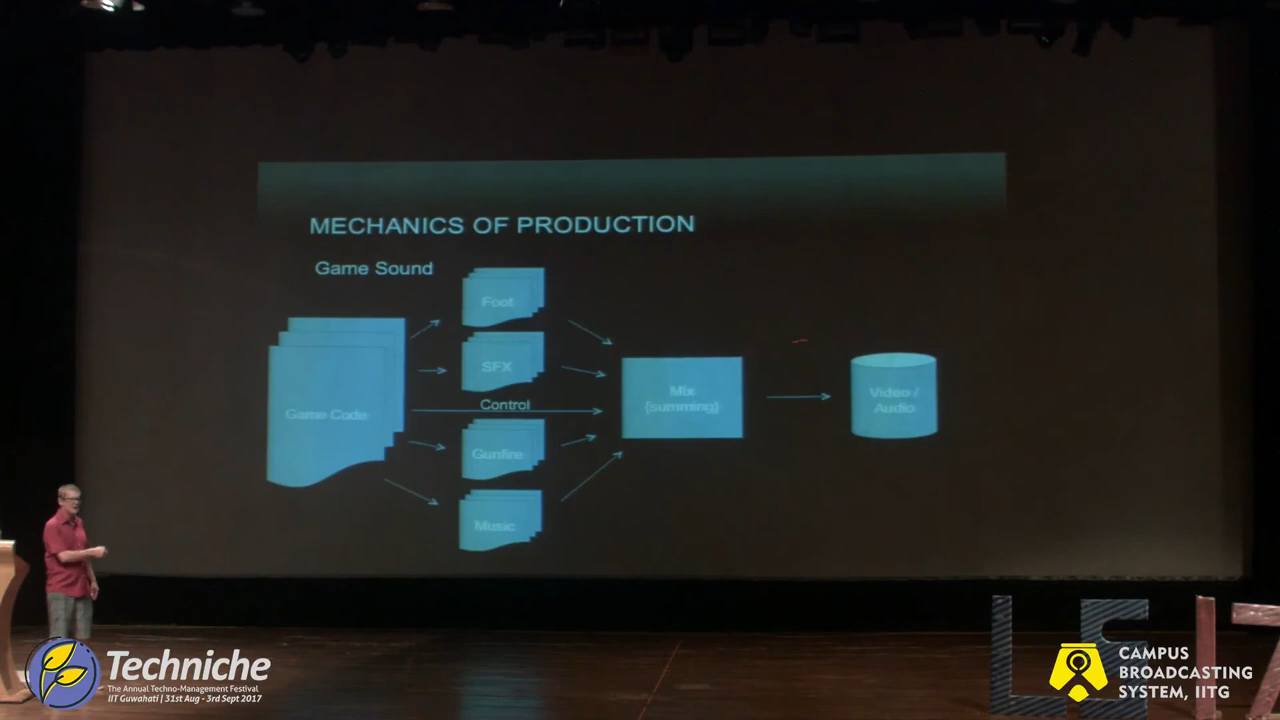 MECHANICS OF PRODUCTION
Game Sound
Foot
SFX
Game Code
Control
Mix
(summing)
Video /
Audio
Gunfire
Music
Techniche
The Annual Techno-Management Festival
IIT Guwahati | 31st Aug - 3rd Sept 2017
CAMPUS
BROADCASTING
SYSTEM, IITG